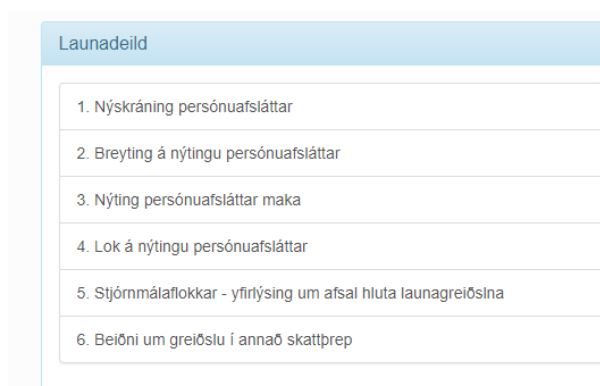 Launadeild
1. Nýskráning persónuafsláttar
2. Breyting á nýtingu persónuafsláttar
3. Nýting persónuafsláttar maka
4. Lok á nýtingu persónuafsláttar
5. Stjórnmálaflokkar - yfirlýsing um afsal hluta launagreiðslna
6. Beiðni um greiðslu í annað skattþrep